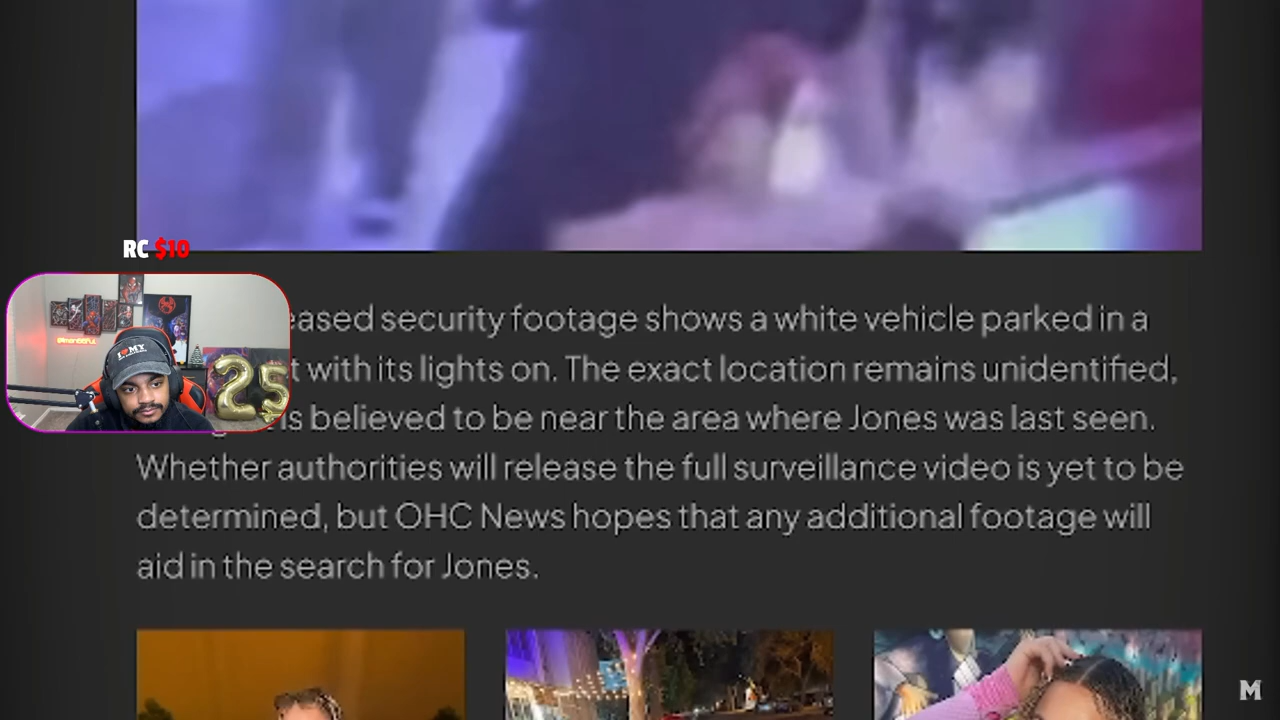 RC $10
eased security footage shows a white vehicle parked in a
t with its lights on. The exact location remains unidentified,
is believed to be near the area where Jones was last seen.
Whether authorities will release the full surveillance video is yet to be
determined, but OHC News hopes that any additional footage will
aid in the search for Jones.
25
M